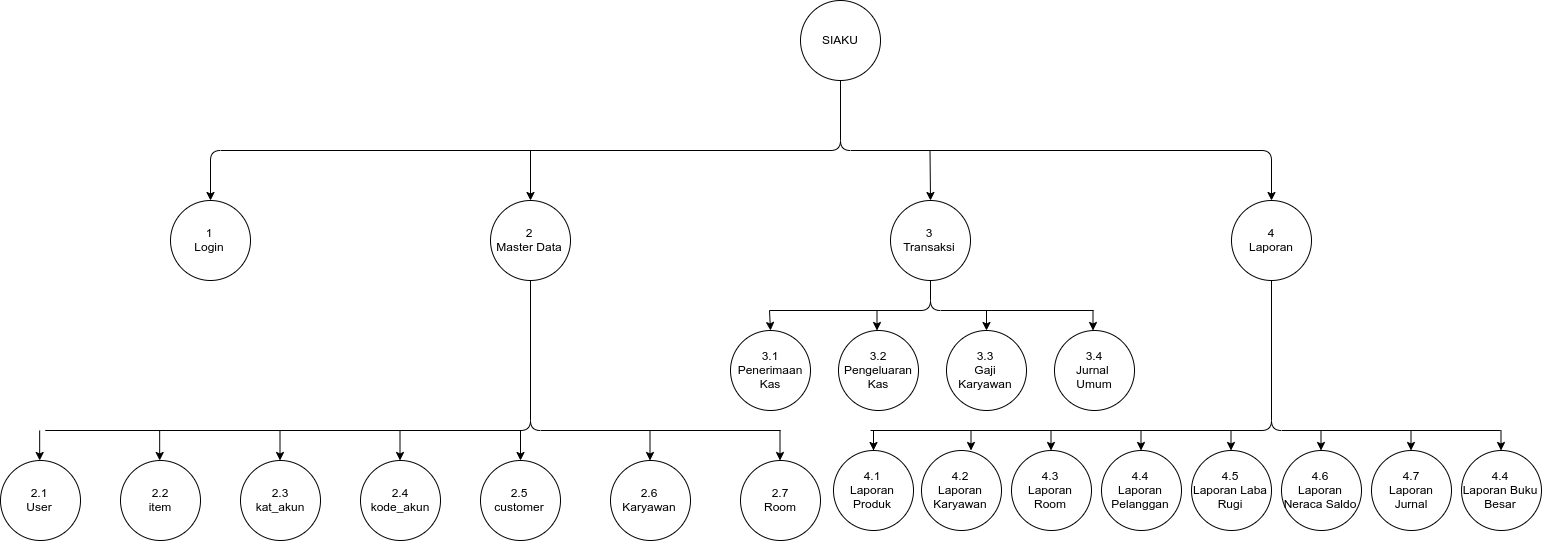 SIAKU
1
Login
2
Master Data
3
Transaksi
4
Laporan
3.1
Penerimaan
Kas
3.2
Pengeluaran
Kas
3.3
Gaji
Karyawan
3.4
Jurnal
Umum
2.1
User
2.2
item
2.3
kat_akun
2.4
kode_akun
2.5
customer
2.6
Karyawan
2.7
Room
4.1
Laporan
Produk
4.2
Laporan
Karyawan
4.3
Laporan
Room
4.4
Laporan
Pelanggan
4.5
Laporan Laba
Rugi
4.6
Laporan
Neraca Saldo
4.7
Laporan
Jurnal
4.4
Laporan Buku
Besar